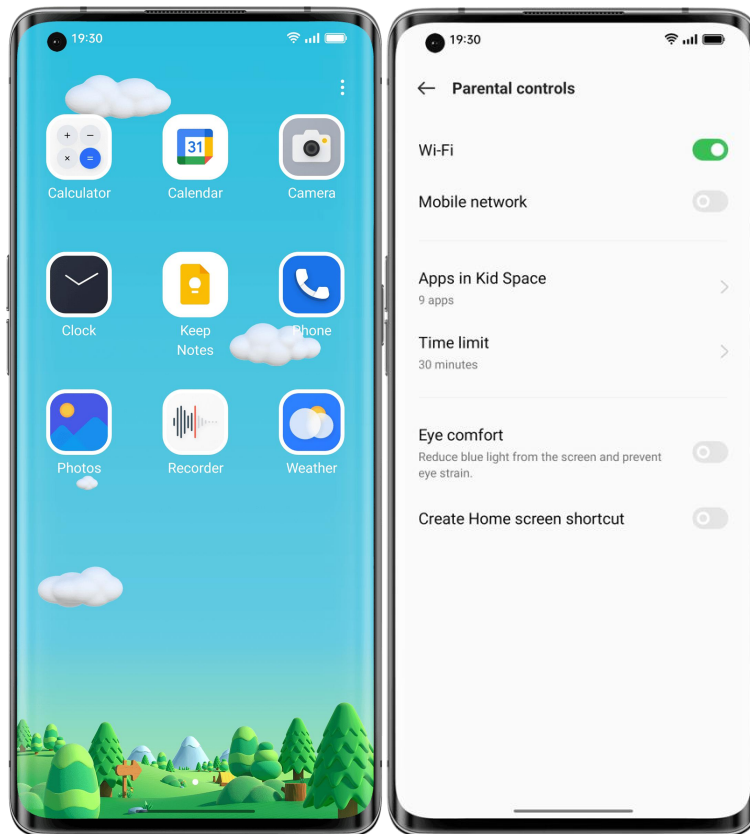 19:30
+ −
× =
31
Calculator
Calendar
Camera
Clock
Keep
Notes
Phone
Photos
Recorder
Weather
19:30
Parental controls
Wi-Fi
Mobile network
Apps in Kid Space
9 apps
Time limit
30 minutes
Eye comfort
Reduce blue light from the screen and prevent
eye strain.
Create Home screen shortcut